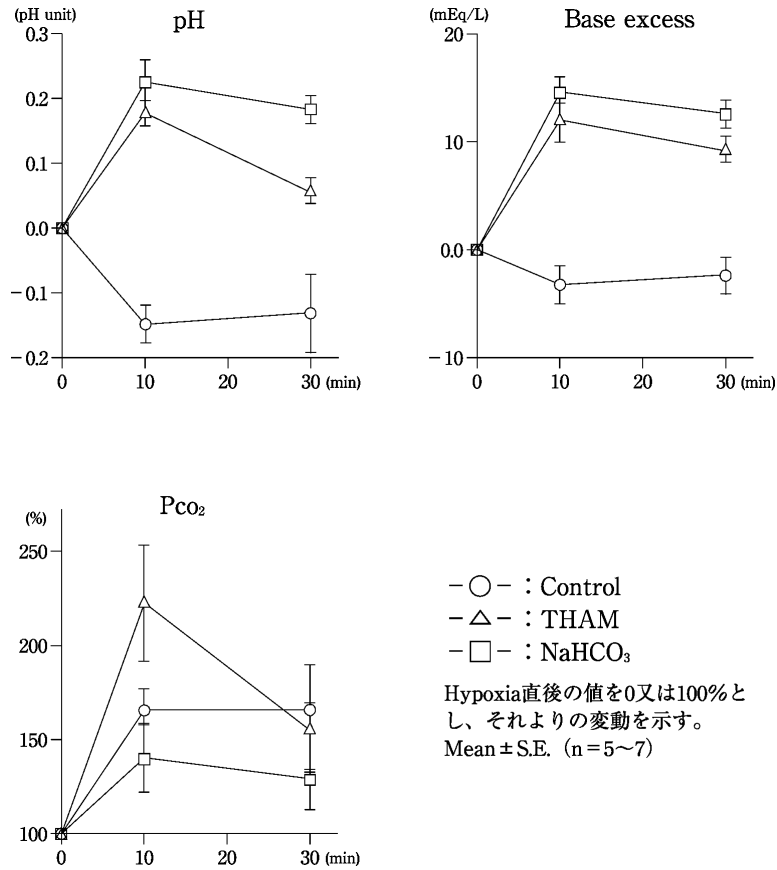 (pH unit)
pH
0.3
0.2
0.1
0.0
−0.1
−0.2
0 10 20 30 (min)
(mEq/L)
Base excess
20
10
0.0
−10
0 10 20 30 (min)
Pco₂
(%)
250
200
150
100
0 10 20 30 (min)
−○−：Control
−△−：THAM
−□−：NaHCO₃
Hypoxia直後の値を0又は100%と
し、それよりの変動を示す。
Mean±S.E.（n＝5〜7）